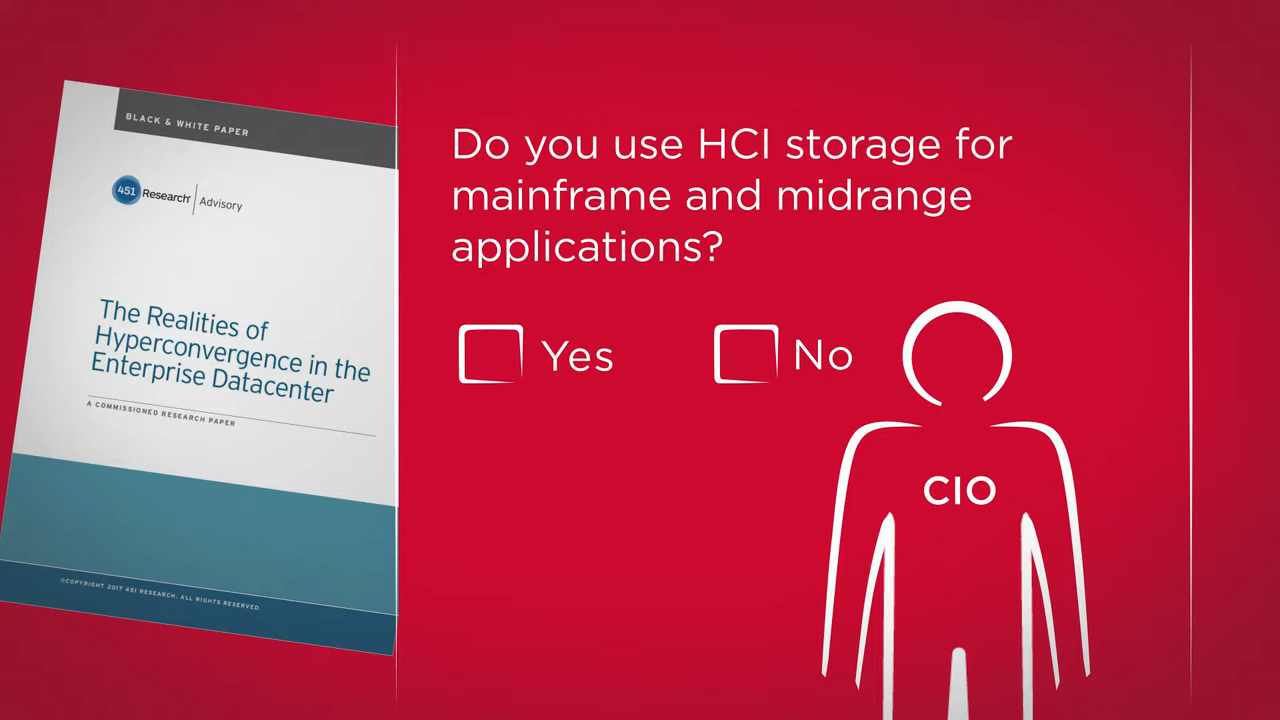 BLACK & WHITE PAPER
451 Research Advisory
The Realities of
Hyperconvergence in the
Enterprise Datacenter
A COMMISSIONED RESEARCH PAPER
©COPYRIGHT 2017 451 RESEARCH. ALL RIGHTS RESERVED.
Do you use HCI storage for
mainframe and midrange
applications?
Yes No
CIO